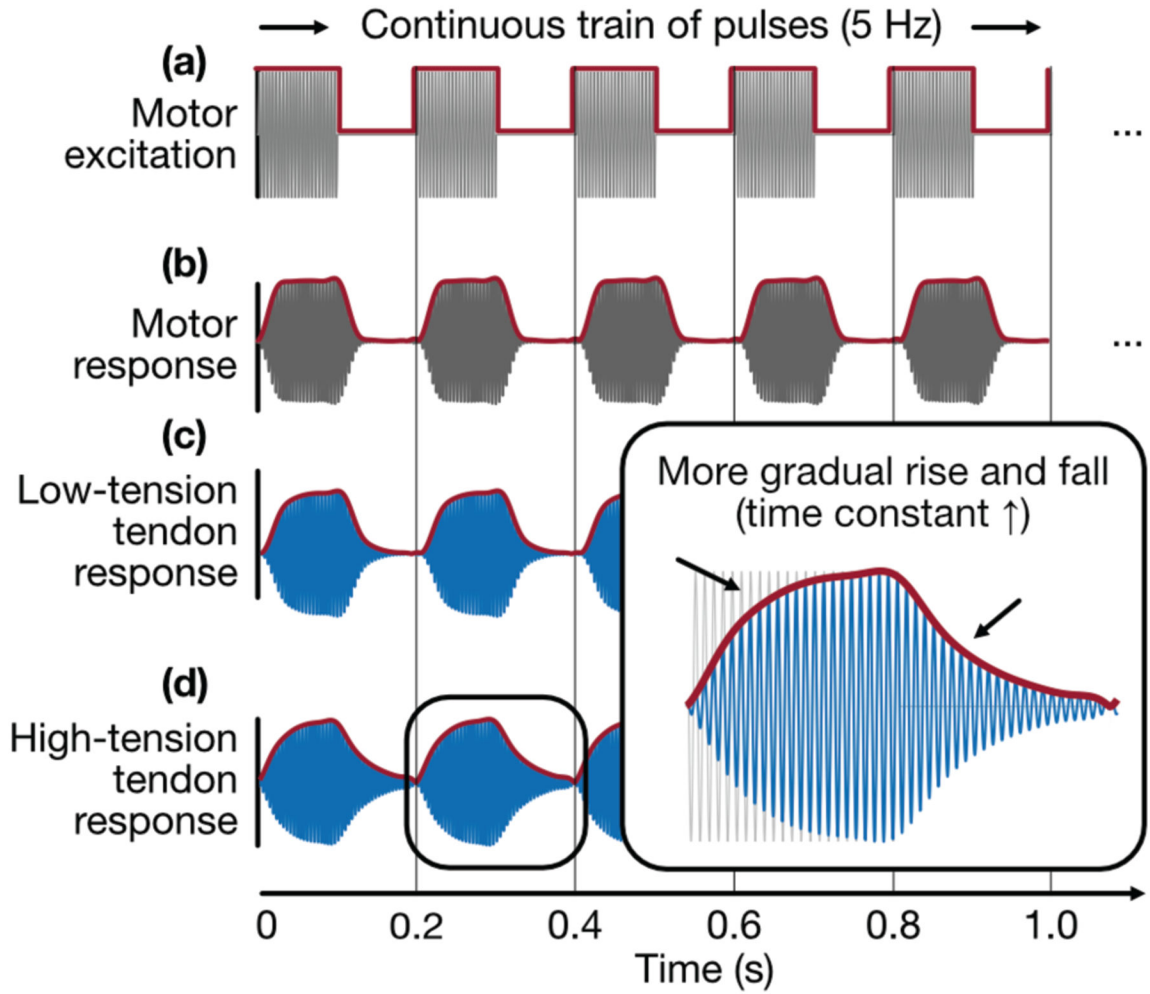 Continuous train of pulses (5 Hz)
(a)
Motor
excitation
...
(b)
Motor
response
...
(c)
Low-tension
tendon
response
More gradual rise and fall
(time constant ↑)
(d)
High-tension
tendon
response
0 0.2 0.4 0.6 0.8 1.0
Time (s)